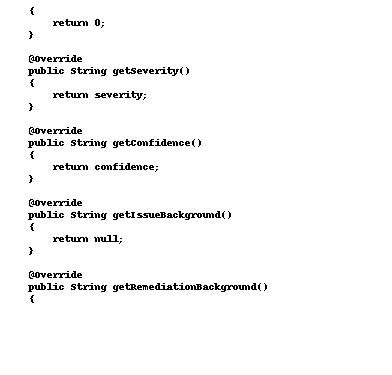 {
    return 0;
}

@Override
public String getSeverity()
{
    return severity;
}

@Override
public String getConfidence()
{
    return confidence;
}

@Override
public String getIssueBackground()
{
    return null;
}

@Override
public String getRemediationBackground()
{